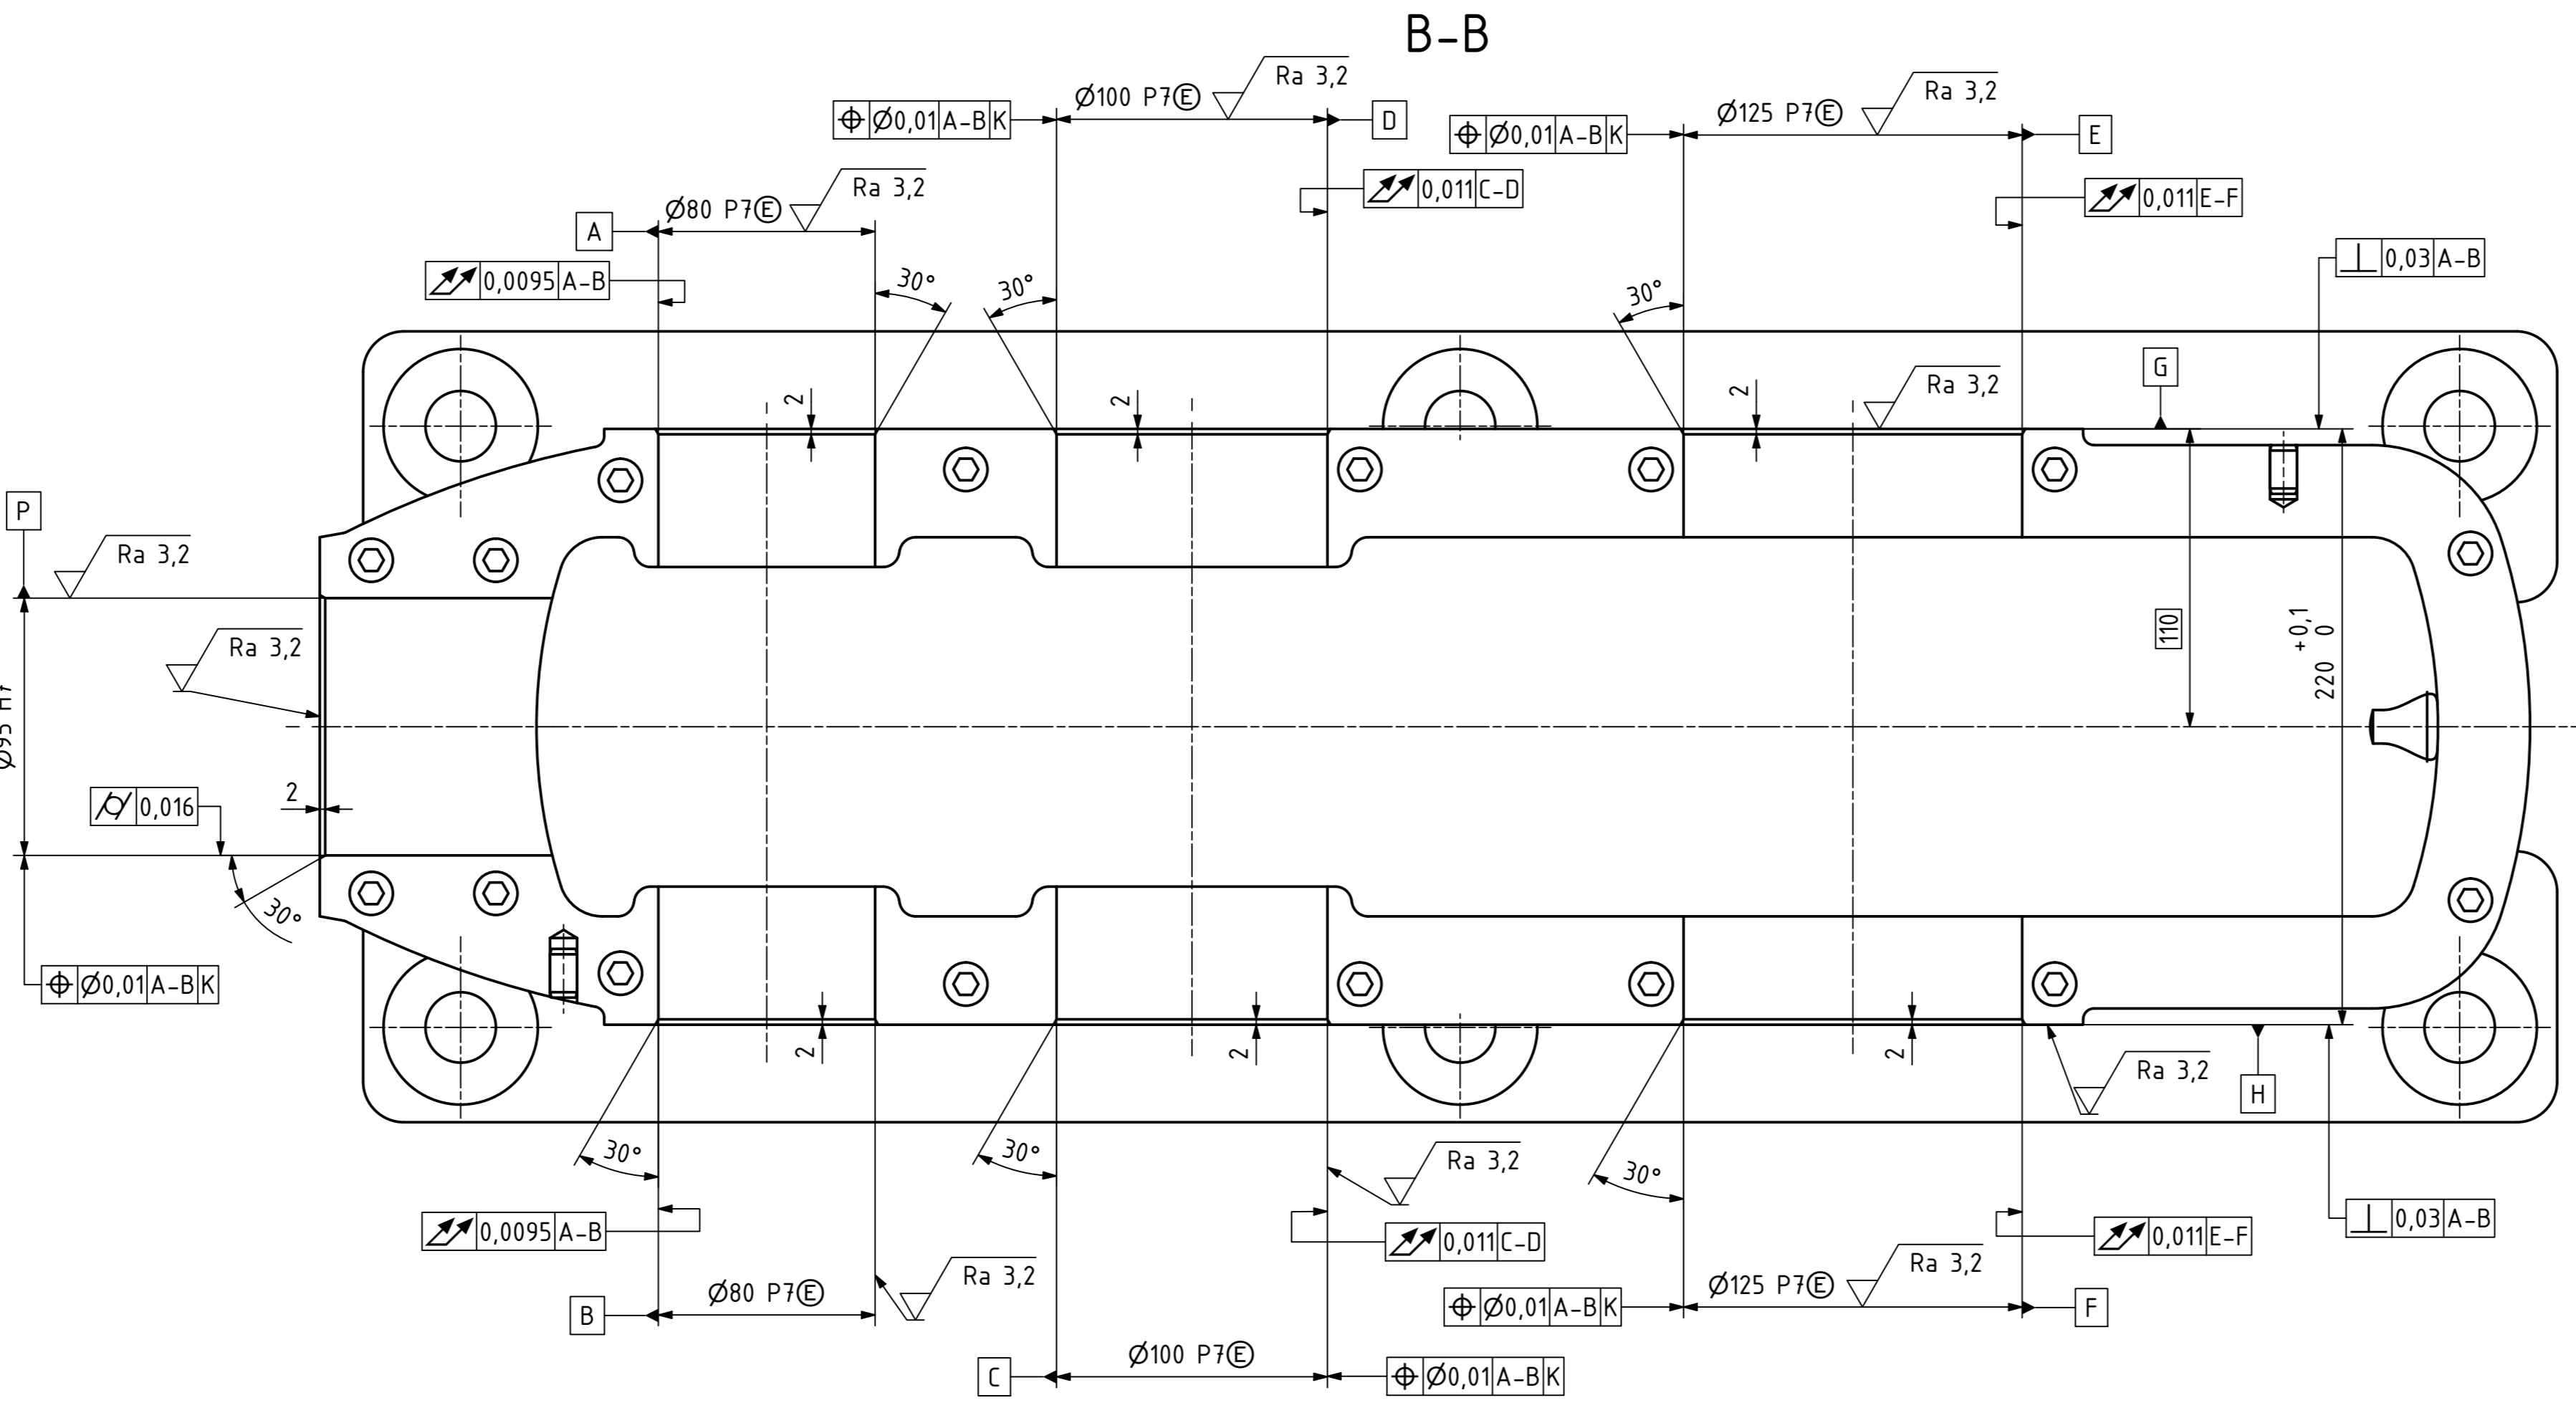 B-B
Ra 3,2
Ø100 P7Ⓔ
⌖ Ø0,01 A-B K
D
Ra 3,2
Ø125 P7Ⓔ
⌖ Ø0,01 A-B K
E
Ra 3,2
Ø80 P7Ⓔ
A
0,011 C-D
0,011 E-F
0,0095 A-B
30°
30°
30°
⊥ 0,03 A-B
G
2
2
2
Ra 3,2
P
Ra 3,2
Ra 3,2
110
220 +0,1 0
Ø95 H7
2
⌭ 0,016
30°
⌖ Ø0,01 A-B K
2
2
2
Ra 3,2
H
30°
30°
30°
Ra 3,2
0,0095 A-B
0,011 C-D
0,011 E-F
⊥ 0,03 A-B
Ra 3,2
Ra 3,2
B
Ø80 P7Ⓔ
⌖ Ø0,01 A-B K
Ø125 P7Ⓔ
F
C
Ø100 P7Ⓔ
⌖ Ø0,01 A-B K